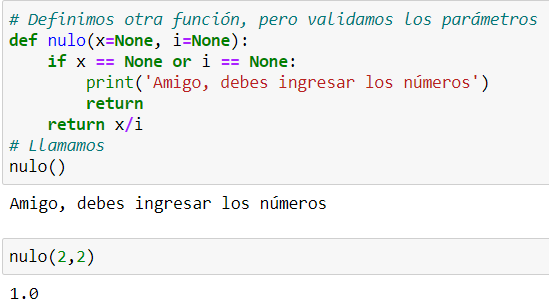 # Definimos otra función, pero validamos los parámetros
def nulo(x=None, i=None):
    if x == None or i == None:
        print('Amigo, debes ingresar los números')
        return
    return x/i
# Llamamos
nulo()
Amigo, debes ingresar los números
nulo(2,2)
1.0